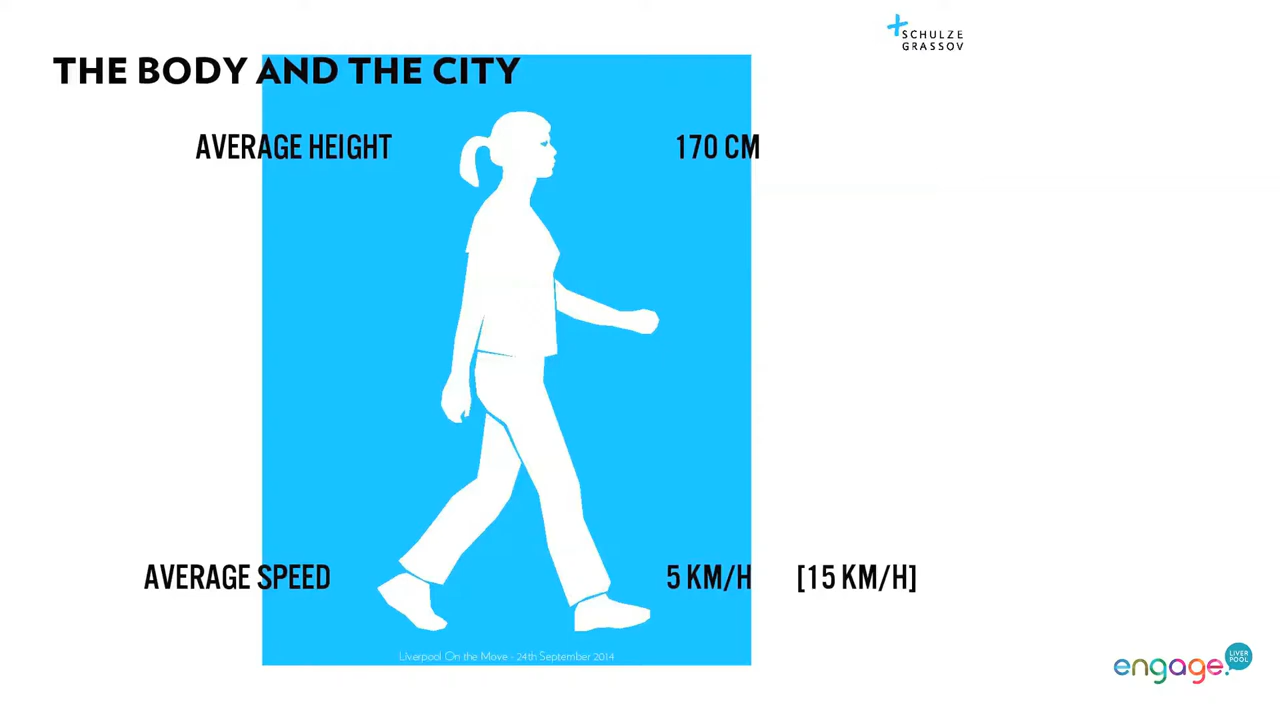 SCHULZE
GRASSOV
THE BODY AND THE CITY
AVERAGE HEIGHT 170 CM
AVERAGE SPEED 5 KM/H [15 KM/H]
Liverpool On the Move - 24th September 2014
engage.
LIVER
POOL